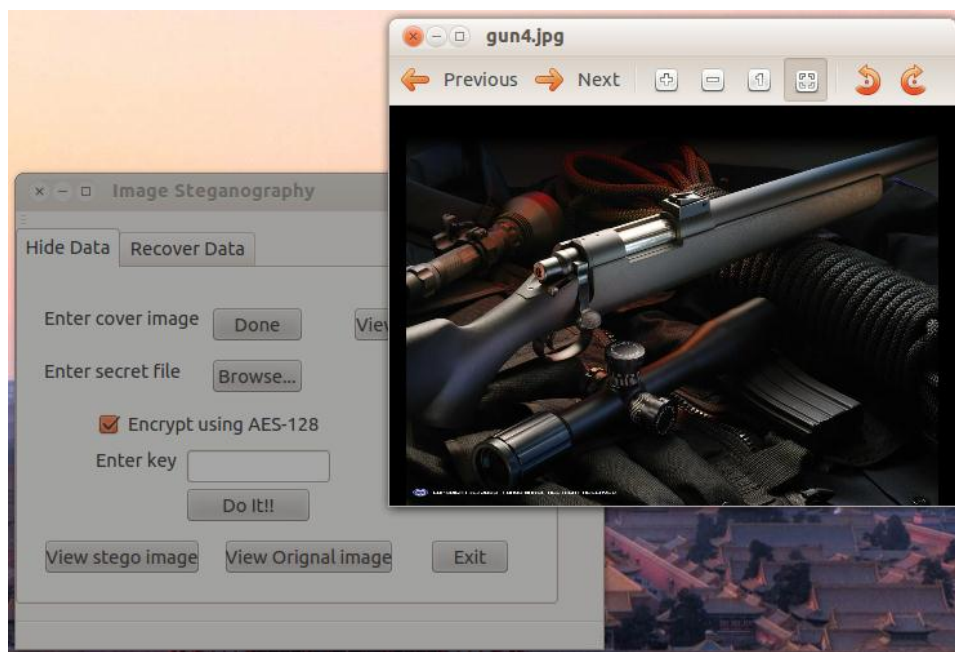 gun4.jpg
Previous Next
Image Steganography
Hide Data Recover Data
Enter cover image Done
Enter secret file Browse...
Encrypt using AES-128
Enter key
Do It!!
View stego image View Orignal image Exit